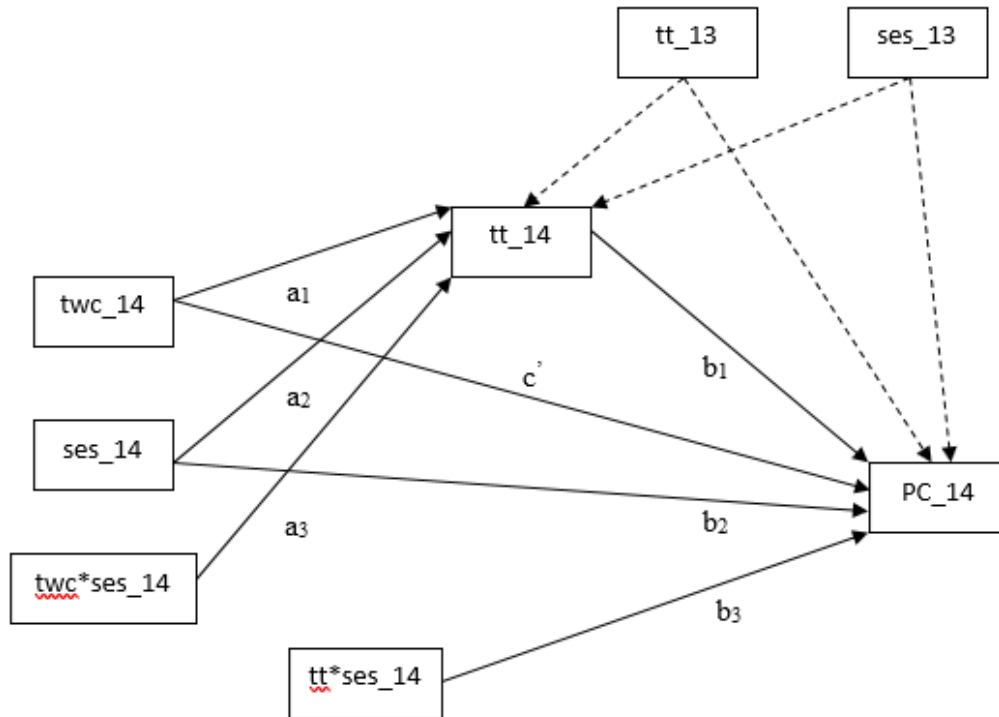 tt_13
ses_13
tt_14
twc_14
a1
b1
c'
a2
ses_14
PC_14
b2
a3
twc*ses_14
b3
tt*ses_14